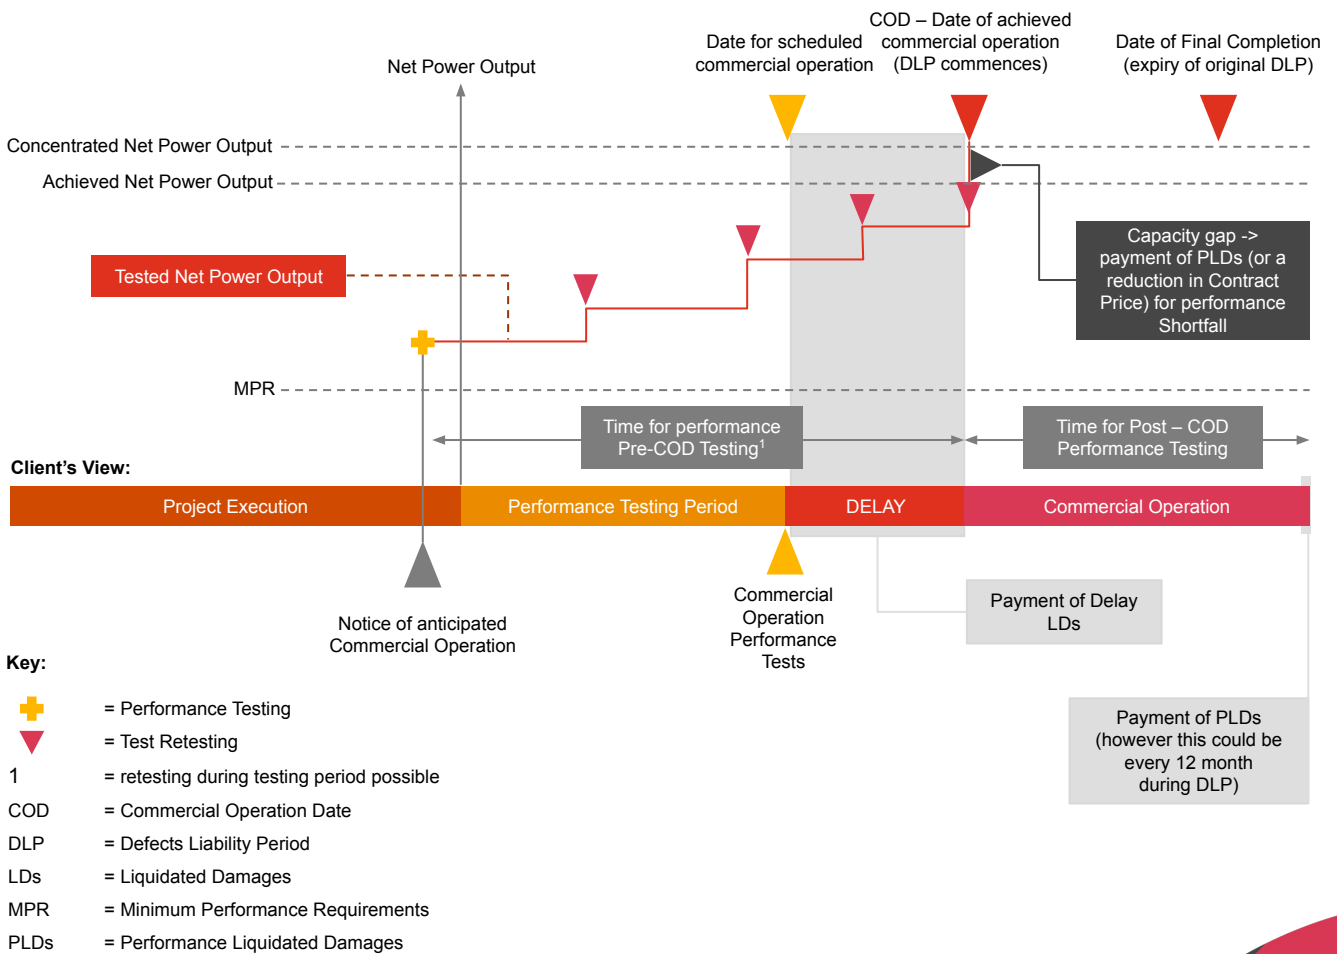 COD – Date of achieved
commercial operation
(DLP commences)
Date for scheduled
commercial operation
Date of Final Completion
(expiry of original DLP)
Net Power Output
Concentrated Net Power Output
Achieved Net Power Output
Tested Net Power Output
Capacity gap ->
payment of PLDs (or a
reduction in Contract
Price) for performance
Shortfall
MPR
Time for performance
Pre-COD Testing1
Time for Post – COD
Performance Testing
Client's View:
Project Execution
Performance Testing Period
DELAY
Commercial Operation
Notice of anticipated
Commercial Operation
Commercial
Operation
Performance
Tests
Payment of Delay
LDs
Payment of PLDs
(however this could be
every 12 month
during DLP)
Key:
= Performance Testing
= Test Retesting
1 = retesting during testing period possible
COD = Commercial Operation Date
DLP = Defects Liability Period
LDs = Liquidated Damages
MPR = Minimum Performance Requirements
PLDs = Performance Liquidated Damages